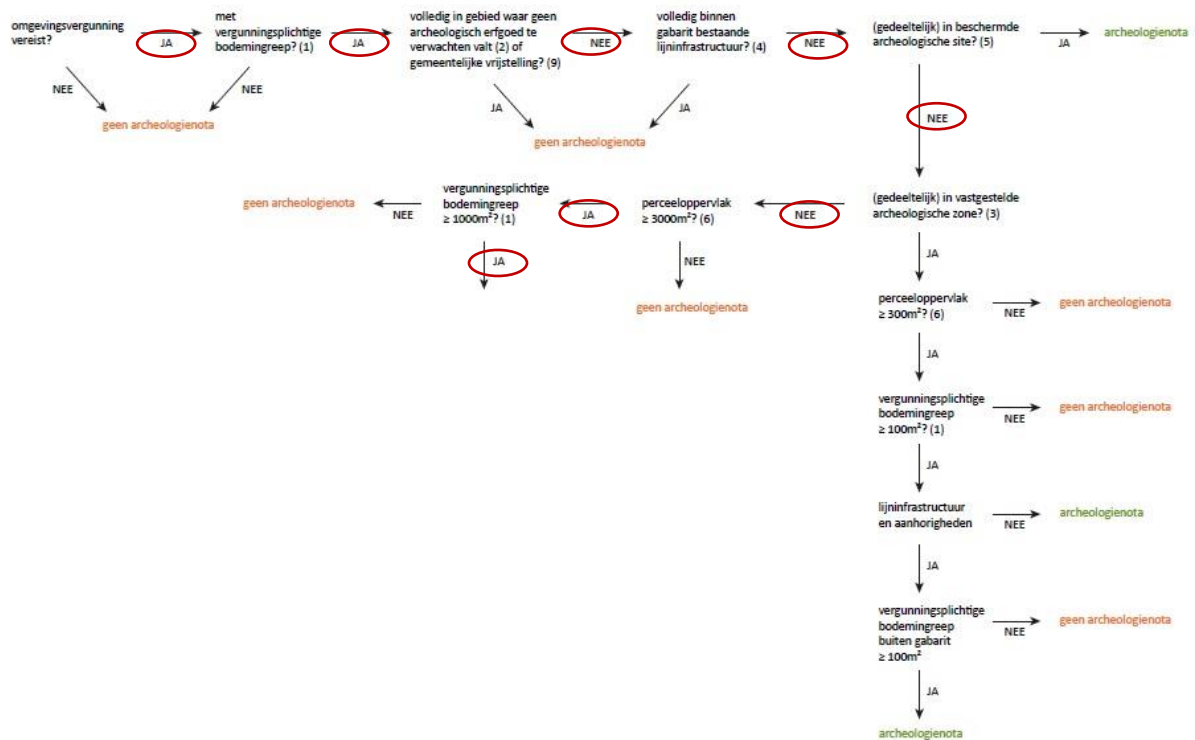 omgevingsvergunning
vereist?
JA
met
vergunningsplichtige
bodemingreep? (1)
JA
volledig in gebied waar geen
archeologisch erfgoed te
verwachten valt (2) of
gemeentelijke vrijstelling? (9)
NEE
volledig binnen
gabarit bestaande
lijninfrastructuur? (4)
NEE
(gedeeltelijk) in beschermde
archeologische site? (5)
JA
archeologienota
NEE
NEE
geen archeologienota
JA
JA
geen archeologienota
NEE
geen archeologienota
NEE
vergunningsplichtige
bodemingreep
≥ 1000m²? (1)
JA
perceeloppervlak
≥ 3000m²? (6)
NEE
(gedeeltelijk) in vastgestelde
archeologische zone? (3)
JA
NEE
geen archeologienota
JA
perceeloppervlak
≥ 300m²? (6)
NEE
geen archeologienota
JA
vergunningsplichtige
bodemingreep
≥ 100m²? (1)
NEE
geen archeologienota
JA
lijninfrastructuur
en aanhorigheden
NEE
archeologienota
JA
vergunningsplichtige
bodemingreep
buiten gabarit
≥ 100m²
NEE
geen archeologienota
JA
archeologienota